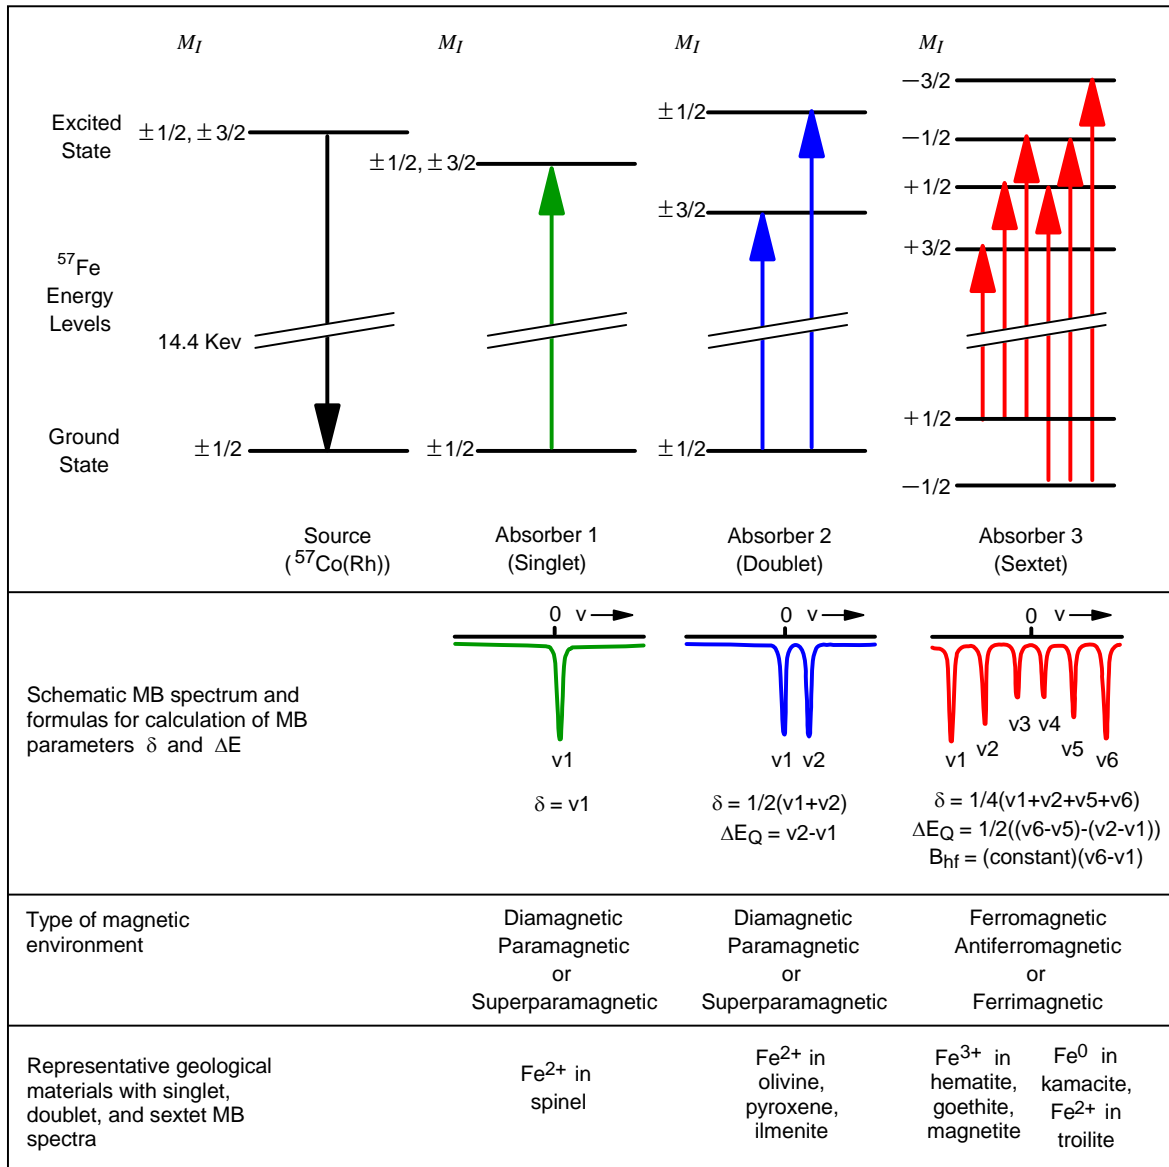 M_I M_I M_I M_I
Excited
State
±1/2, ±3/2
±1/2, ±3/2
±1/2
±3/2
−3/2
−1/2
+1/2
+3/2
⁵⁷Fe
Energy
Levels
14.4 Kev
Ground
State
±1/2
±1/2
±1/2
+1/2
−1/2
Source
(⁵⁷Co(Rh))
Absorber 1
(Singlet)
Absorber 2
(Doublet)
Absorber 3
(Sextet)
Schematic MB spectrum and
formulas for calculation of MB
parameters δ and ΔE
0 v
v1
δ = v1
0 v
v1 v2
δ = 1/2(v1+v2)
ΔE_Q = v2-v1
0 v
v1 v2 v3 v4 v5 v6
δ = 1/4(v1+v2+v5+v6)
ΔE_Q = 1/2((v6-v5)-(v2-v1))
B_hf = (constant)(v6-v1)
Type of magnetic
environment
Diamagnetic
Paramagnetic
or
Superparamagnetic
Diamagnetic
Paramagnetic
or
Superparamagnetic
Ferromagnetic
Antiferromagnetic
or
Ferrimagnetic
Representative geological
materials with singlet,
doublet, and sextet MB
spectra
Fe²⁺ in
spinel
Fe²⁺ in
olivine,
pyroxene,
ilmenite
Fe³⁺ in
hematite,
goethite,
magnetite
Fe⁰ in
kamacite,
Fe²⁺ in
troilite